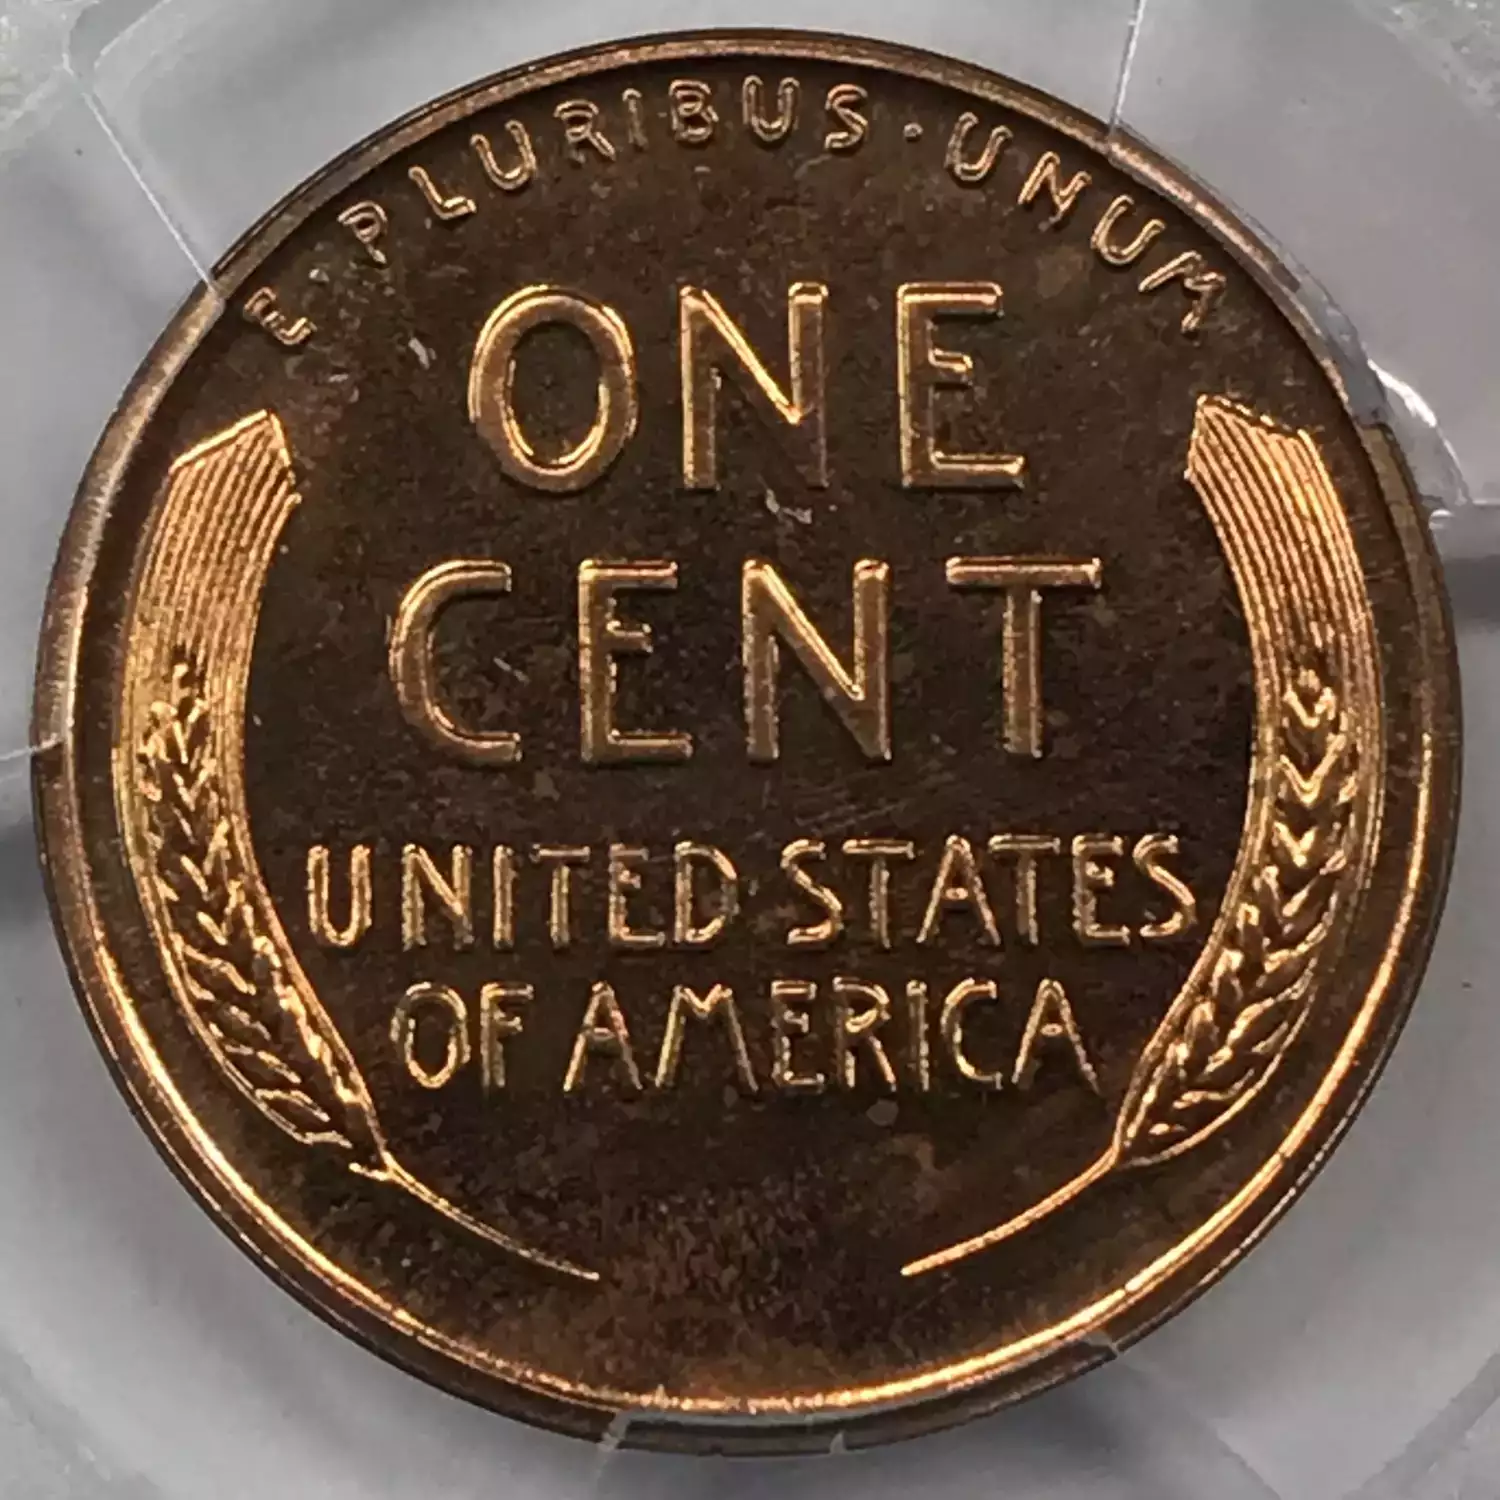 E PLURIBUS · UNUM
ONE
CENT
UNITED STATES
OF AMERICA